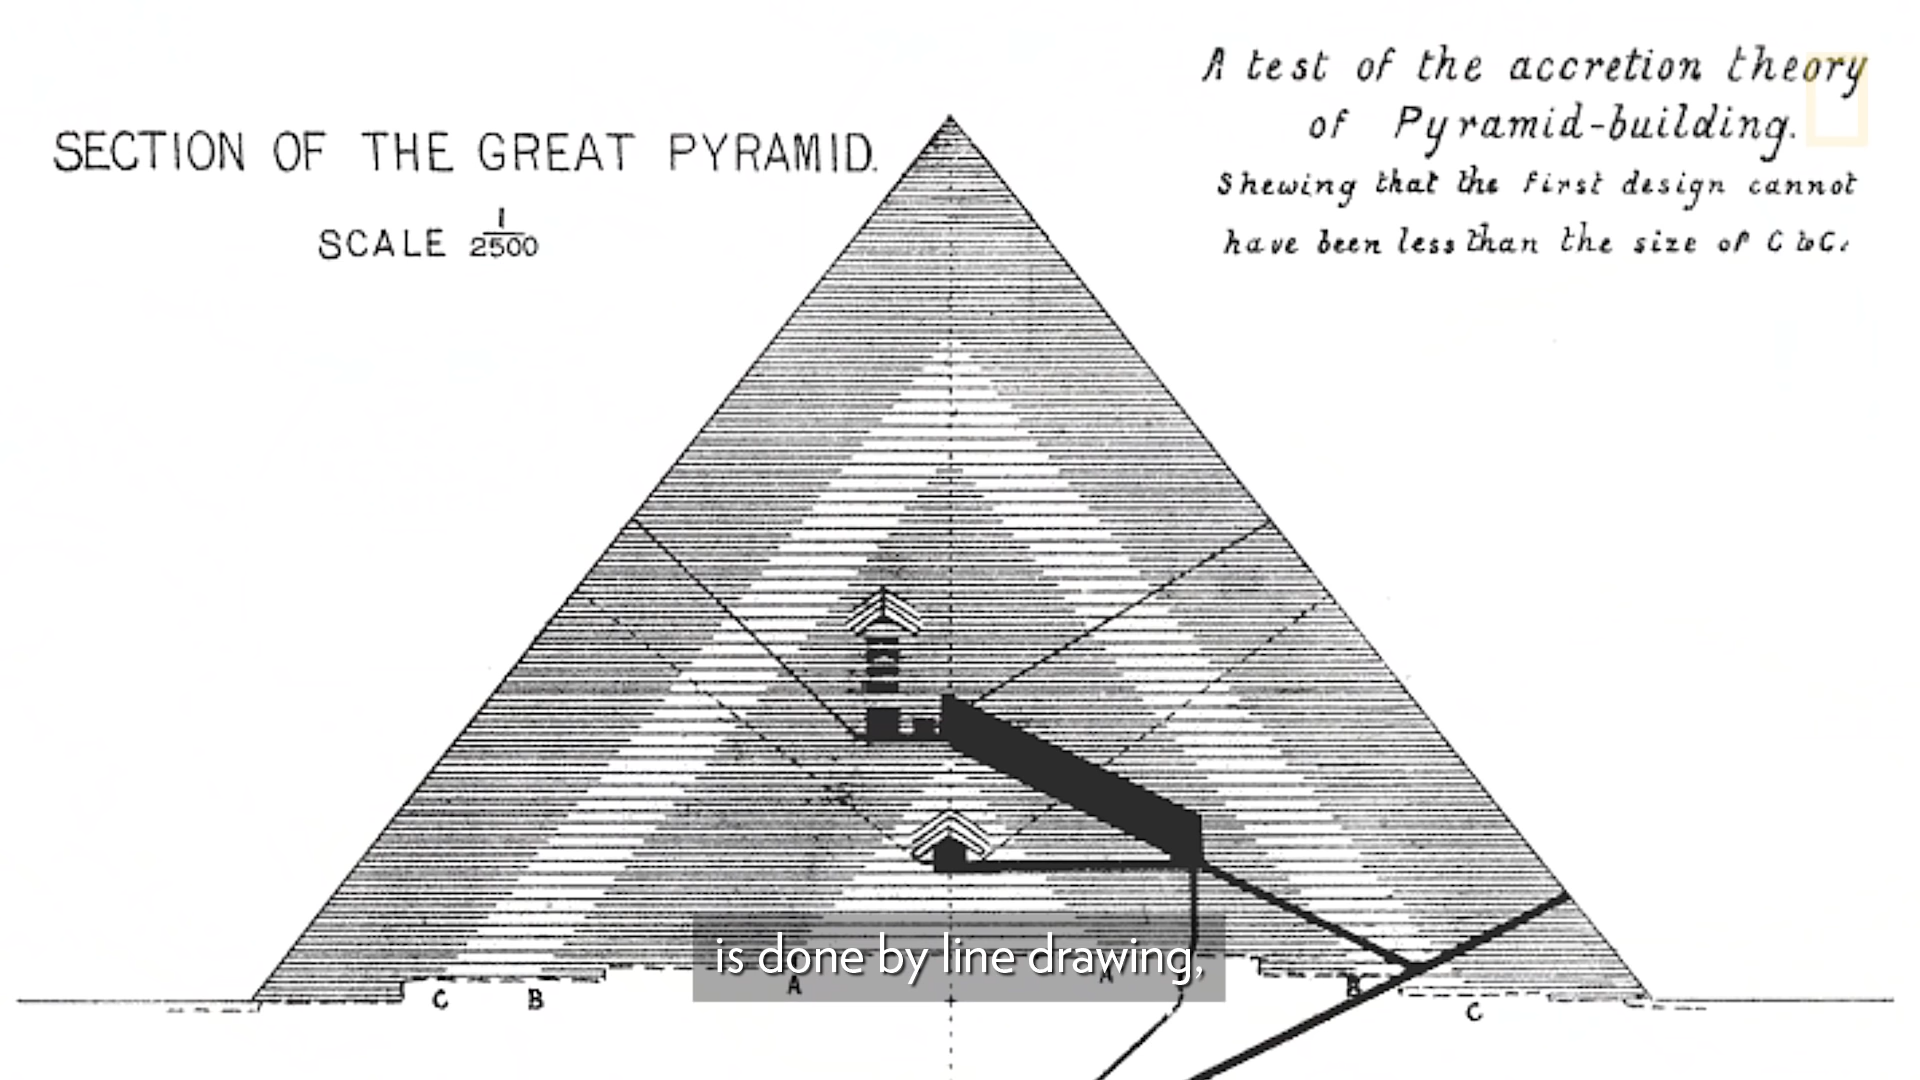 A test of the accretion theory
of Pyramid-building.
Shewing that the first design cannot
have been less than the size of C to C.
SECTION OF THE GREAT PYRAMID.
SCALE 1/2500
is done by line drawing,
C B A A B C